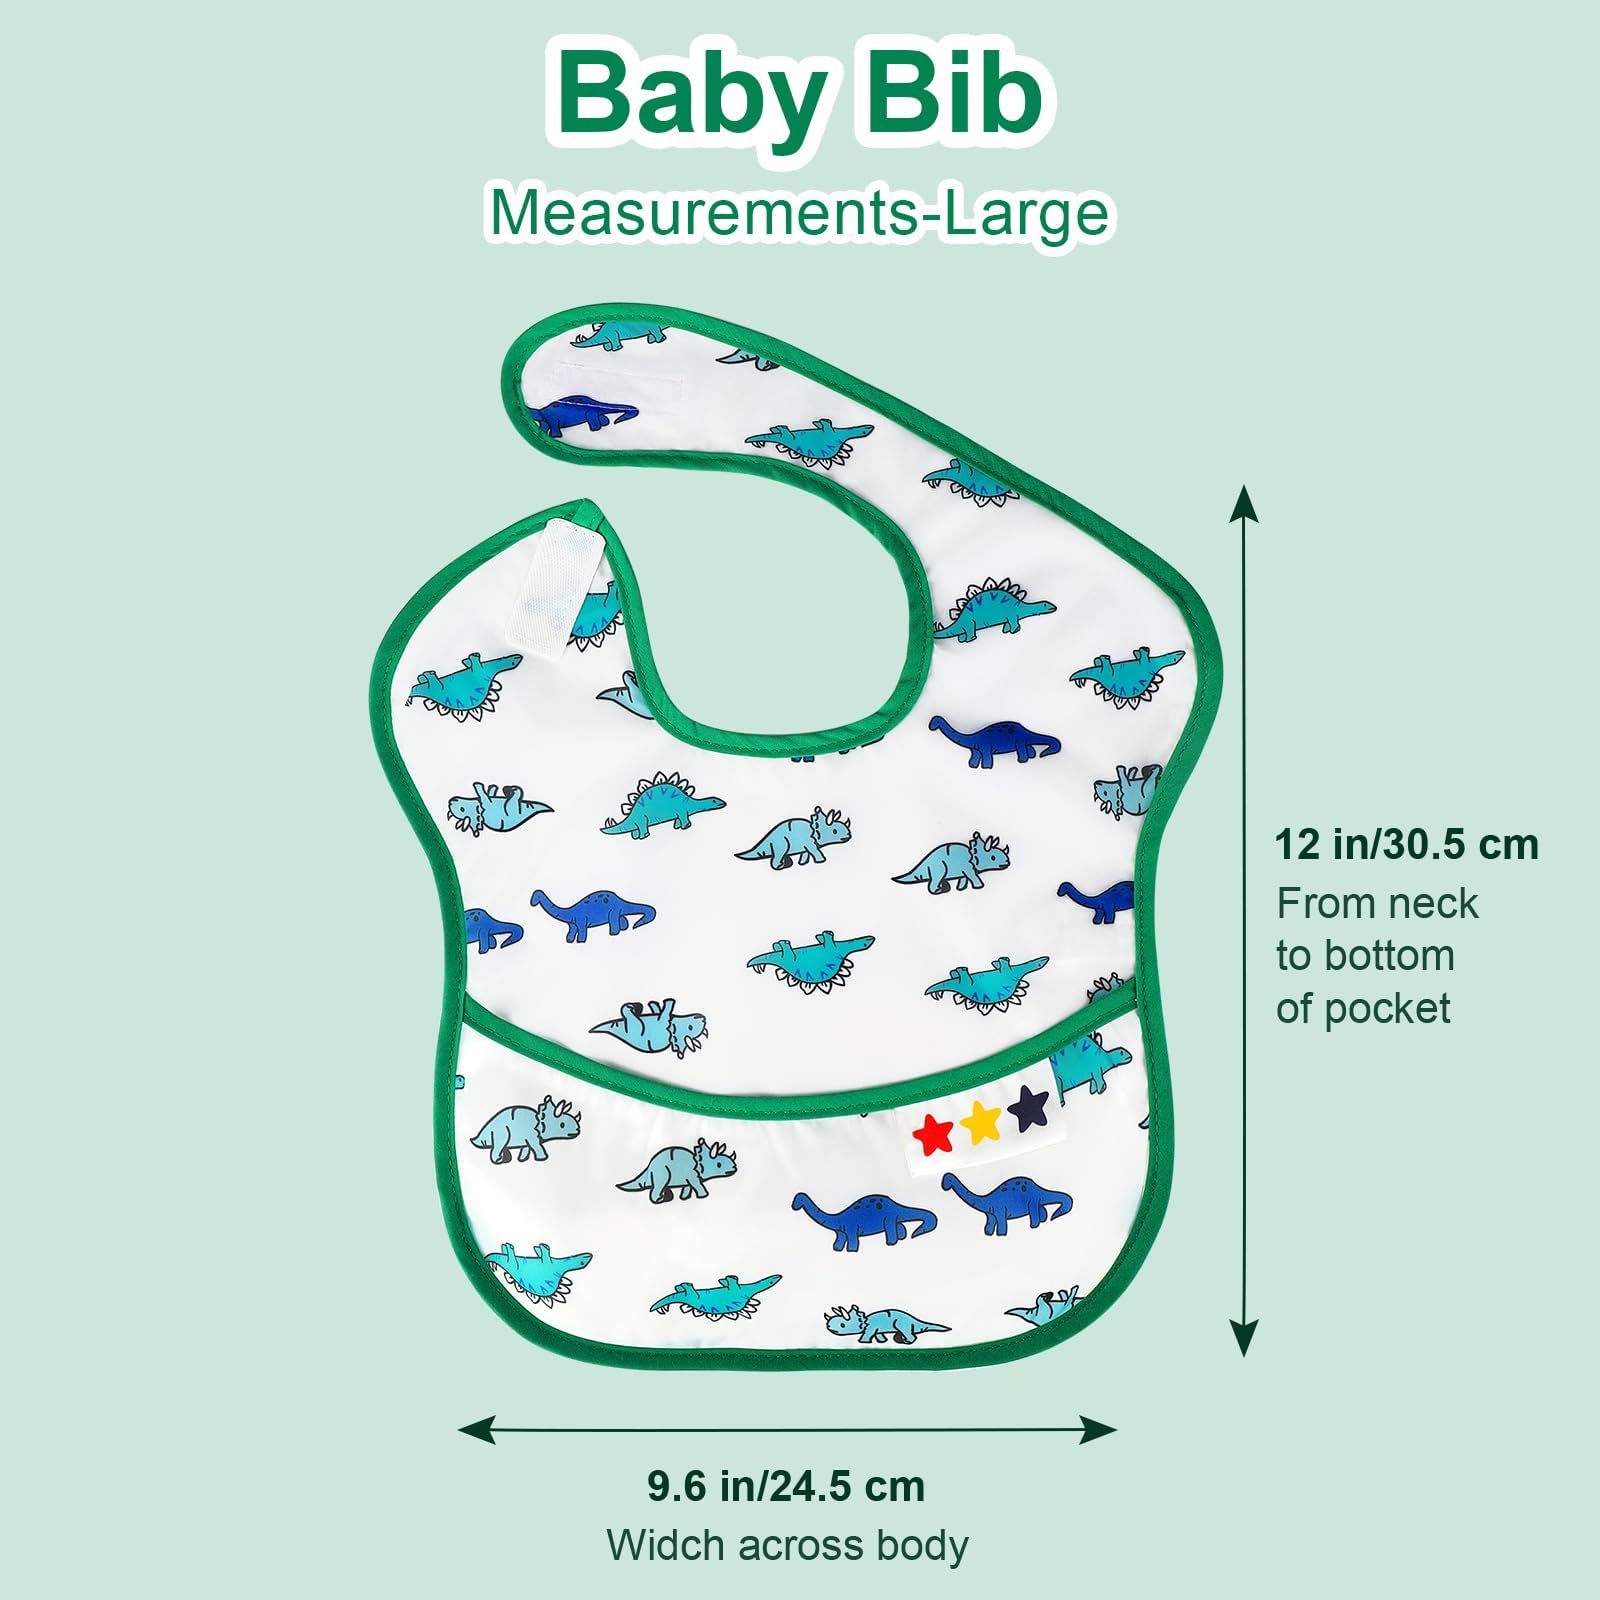 Baby Bib
Measurements-Large
12 in/30.5 cm
From neck
to bottom
of pocket
9.6 in/24.5 cm
Widch across body